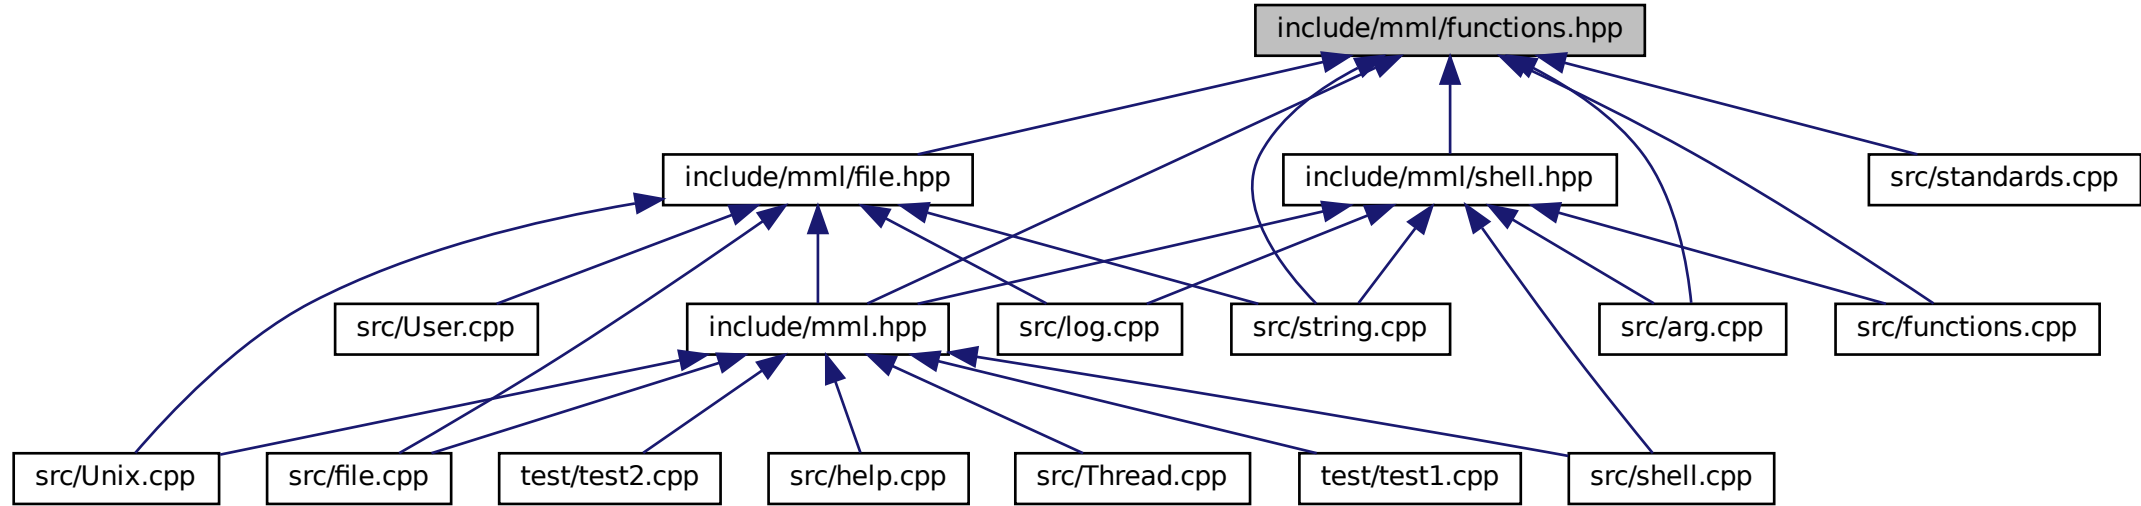 include/mml/functions.hpp
include/mml/file.hpp
include/mml/shell.hpp
src/standards.cpp
src/User.cpp
include/mml.hpp
src/log.cpp
src/string.cpp
src/arg.cpp
src/functions.cpp
src/Unix.cpp
src/file.cpp
test/test2.cpp
src/help.cpp
src/Thread.cpp
test/test1.cpp
src/shell.cpp